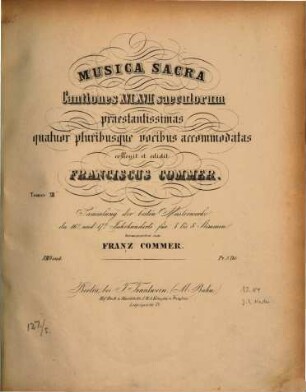 MUSICA SACRA
Cantiones XVI, XVII saeculorum
praestantissimas
quatuor pluribusque vocibus accommodatas
collegit et edidit
FRANCISCUS COMMER.
Tomus
Sammlung der besten Meisterwerke
des 16ten und 17ten Jahrhunderts für 4 bis 8 Stimmen
herausgegeben von
FRANZ COMMER.
Berlin, bei T. Trautwein (M. Bahn)
Leipzigerstr.